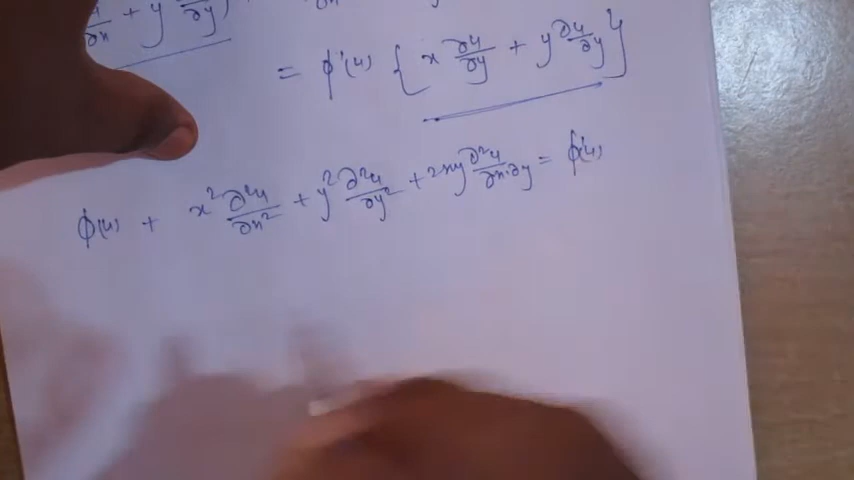 ∂x + y ∂y) ∂x
= φ'(u) { x ∂u/∂y + y ∂u/∂y }
φ(u) + x² ∂²u/∂x² + y² ∂²u/∂y² + 2xy ∂²u/∂x·∂y = φ'(u)